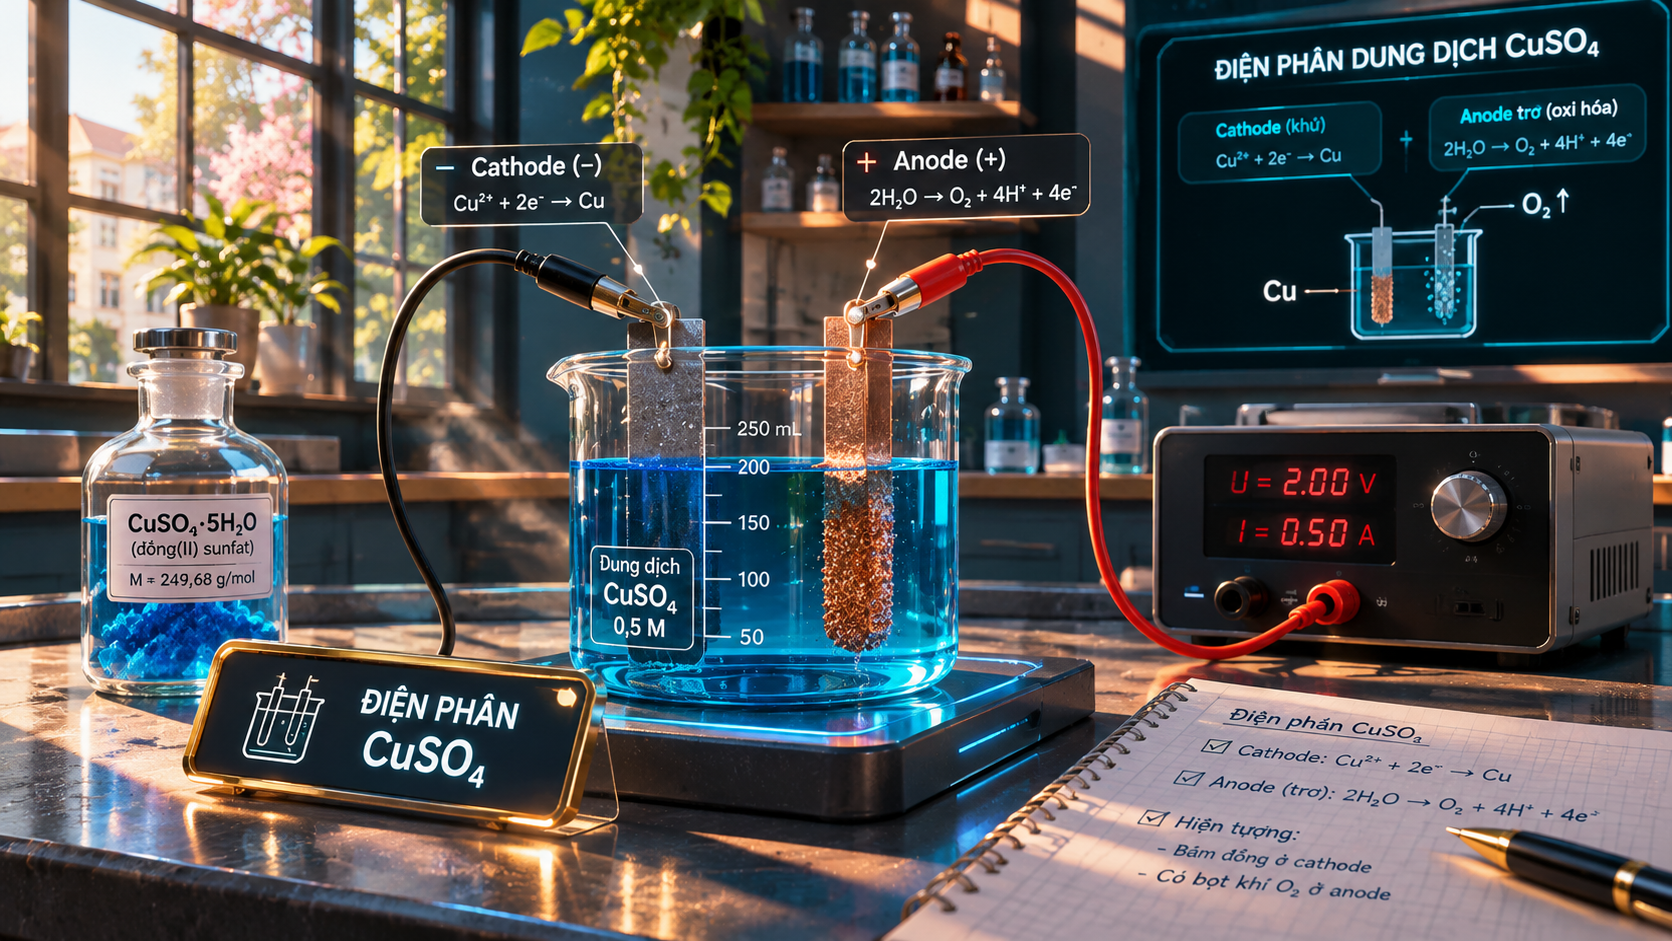 ĐIỆN PHÂN DUNG DỊCH CuSO₄
Cathode (khử)
Cu²⁺ + 2e⁻ → Cu
+
Anode trơ (oxi hóa)
2H₂O → O₂ + 4H⁺ + 4e⁻
O₂↑
Cu
− Cathode (−)
Cu²⁺ + 2e⁻ → Cu
+ Anode (+)
2H₂O → O₂ + 4H⁺ + 4e⁻
250 mL
200
150
100
50
Dung dịch
CuSO₄
0,5 M
CuSO₄·5H₂O
(đồng(II) sunfat)
M = 249,68 g/mol
U = 2.00 V
I = 0.50 A
ĐIỆN PHÂN
CuSO₄
Điện phân CuSO₄
Cathode: Cu²⁺ + 2e⁻ → Cu
Anode (trơ): 2H₂O → O₂ + 4H⁺ + 4e⁻
Hiện tượng:
- Bám đồng ở cathode
- Có bọt khí O₂ ở anode